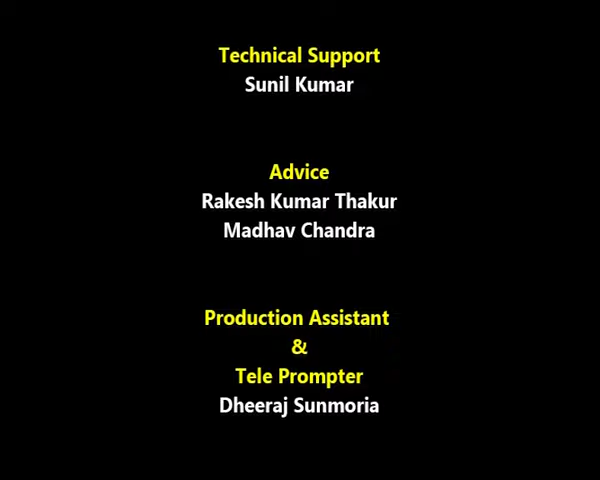 Technical Support
Sunil Kumar
Advice
Rakesh Kumar Thakur
Madhav Chandra
Production Assistant
&
Tele Prompter
Dheeraj Sunmoria